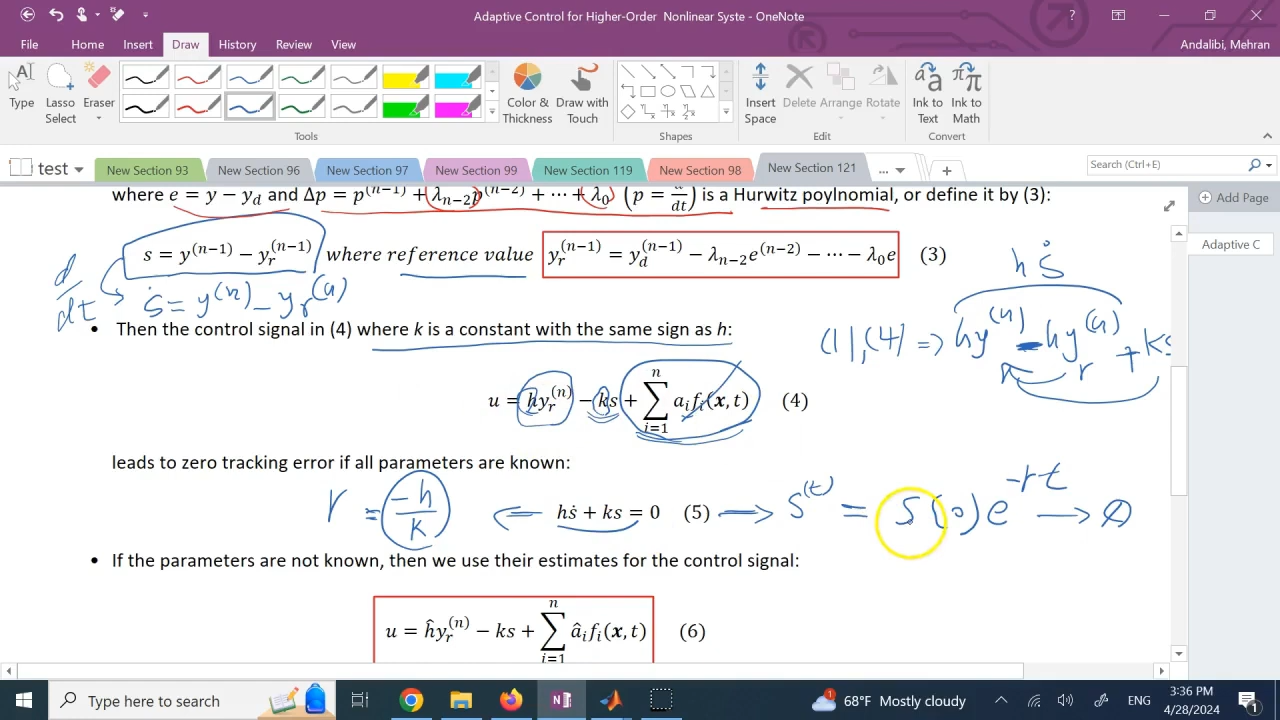 Adaptive Control for Higher-Order Nonlinear Syste - OneNote
?
File Home Insert Draw History Review View
Andalibi, Mehran
Type Lasso Select Eraser
Color & Thickness Draw with Touch
Insert Space Delete Arrange Rotate
Ink to Text Ink to Math
Tools Shapes Edit Convert
test New Section 93 New Section 96 New Section 97 New Section 99 New Section 119 New Section 98 New Section 121 ... + Search (Ctrl+E)
Add Page
Adaptive C
where e = y − y_d and Δp = p^(n−1) + λ_{n−2}p^(n−2) + ⋯ + λ_0 (p = d/dt) is a Hurwitz poylnomial, or define it by (3):
s = y^(n−1) − y_r^(n−1) where reference value y_r^(n−1) = y_d^(n−1) − λ_{n−2}e^(n−2) − ⋯ − λ_0e (3)
d/dt ṡ = y^(n) − y_r^(n)
hṡ
• Then the control signal in (4) where k is a constant with the same sign as h:
(1),(4) => hy^(n) − hy_r^(n) + ks
u = hy_r^(n) − ks + ∑_{i=1}^{n} a_i f_i(x, t) (4)
leads to zero tracking error if all parameters are known:
r = −h/k ⇐ hṡ + ks = 0 (5) ⇒ s(t) = s(0)e^−rt → 0
• If the parameters are not known, then we use their estimates for the control signal:
u = ĥy_r^(n) − ks + ∑_{i=1}^{n} â_i f_i(x, t) (6)
Type here to search
68°F Mostly cloudy
ENG
3:36 PM
4/28/2024
1